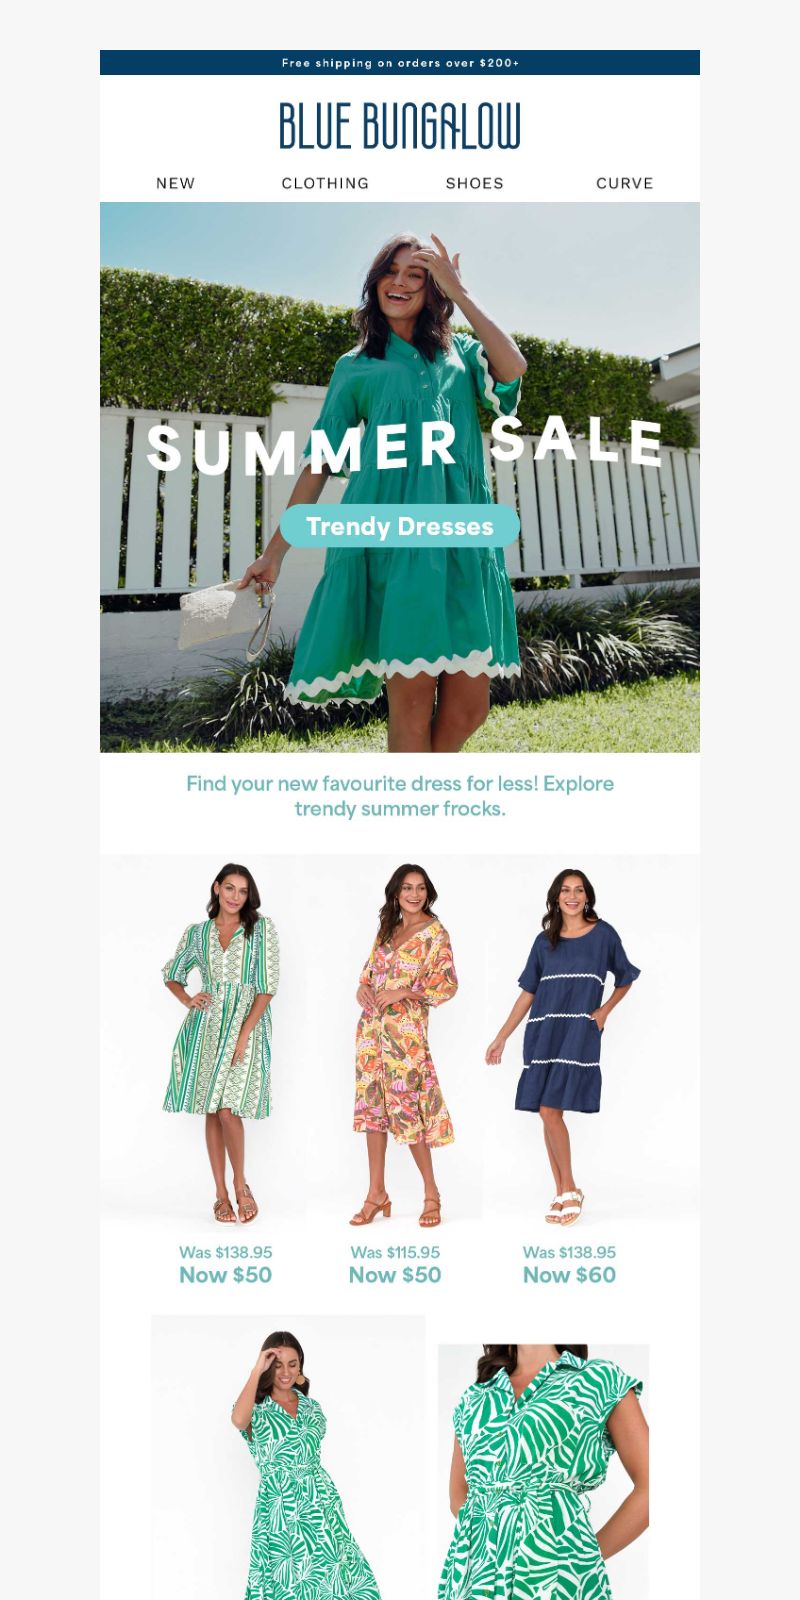 Free shipping on orders over $200+
BLUE BUNGALOW
NEW CLOTHING SHOES CURVE
SUMMER SALE
Trendy Dresses
Find your new favourite dress for less! Explore
trendy summer frocks.
Was $138.95 Was $115.95 Was $138.95
Now $50 Now $50 Now $60